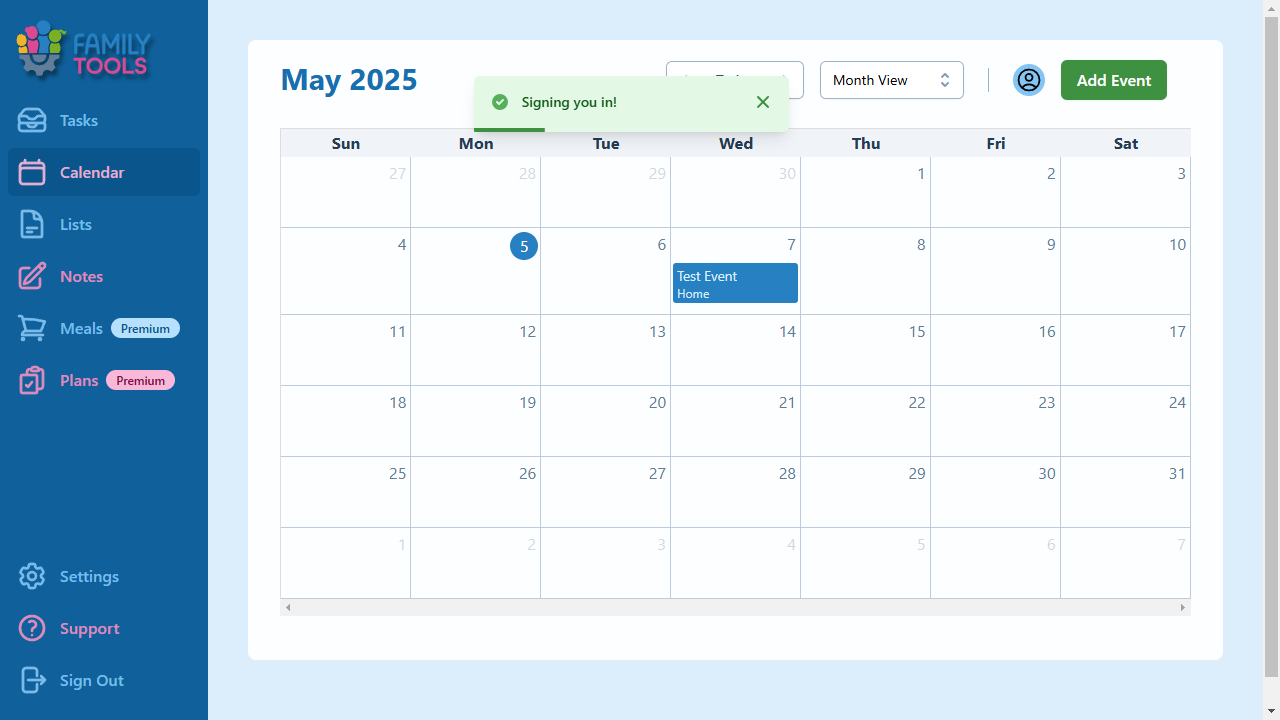 FAMILY
TOOLS
Tasks
Calendar
Lists
Notes
Meals Premium
Plans Premium
Settings
Support
Sign Out
May 2025
Month View
Add Event
Signing you in!
Sun Mon Tue Wed Thu Fri Sat
27 28 29 30 1 2 3
4 5 6 7 8 9 10
Test Event
Home
11 12 13 14 15 16 17
18 19 20 21 22 23 24
25 26 27 28 29 30 31
1 2 3 4 5 6 7